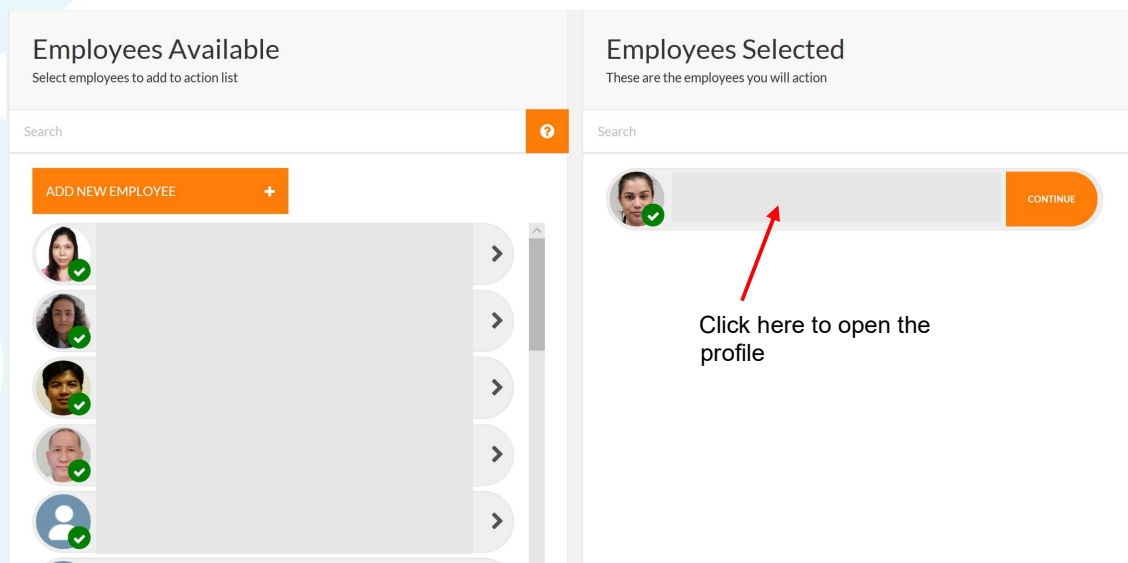 Employees Available
Select employees to add to action list
Search
ADD NEW EMPLOYEE
Employees Selected
These are the employees you will action
Search
CONTINUE
Click here to open the
profile